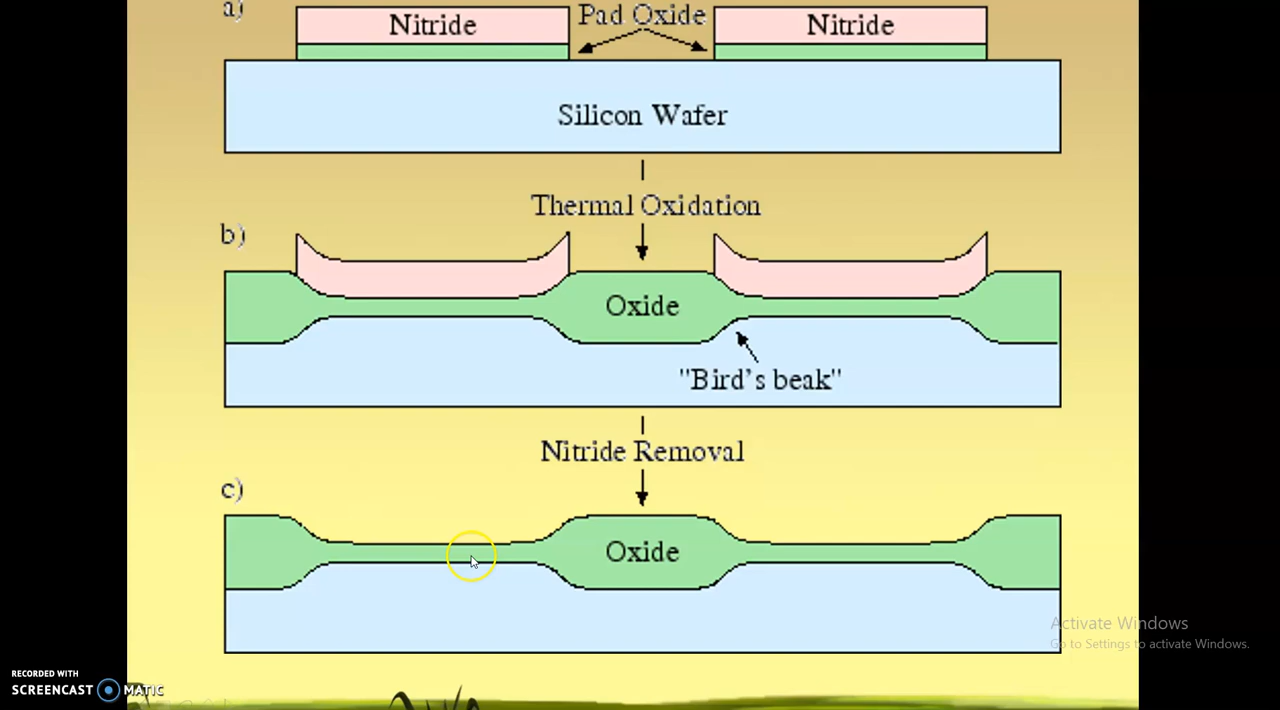 a)
Nitride
Pad Oxide
Nitride
Silicon Wafer
Thermal Oxidation
b)
Oxide
"Bird's beak"
Nitride Removal
c)
Oxide
Activate Windows
Go to Settings to activate Windows.
RECORDED WITH
SCREENCAST MATIC